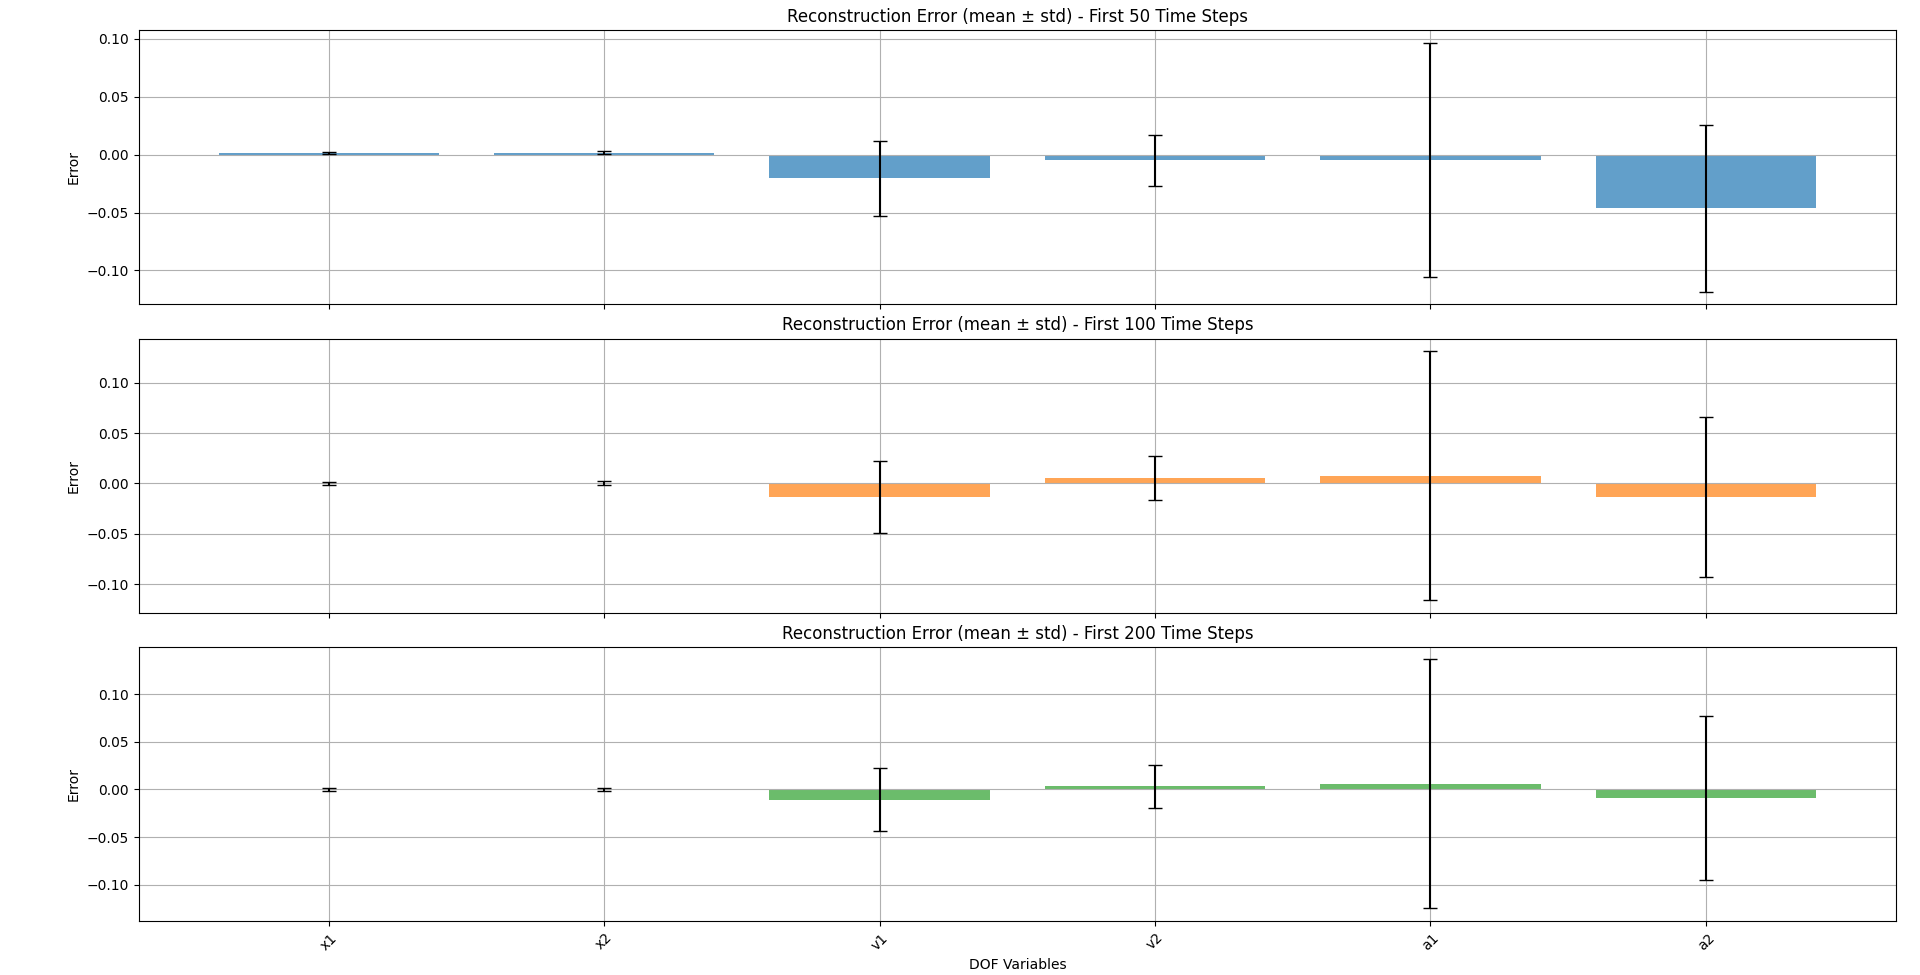 Reconstruction Error (mean ± std) - First 50 Time Steps
0.10
0.05
0.00
−0.05
−0.10
Error
Reconstruction Error (mean ± std) - First 100 Time Steps
0.10
0.05
0.00
−0.05
−0.10
Error
Reconstruction Error (mean ± std) - First 200 Time Steps
0.10
0.05
0.00
−0.05
−0.10
Error
x1 x2 v1 v2 a1 a2
DOF Variables